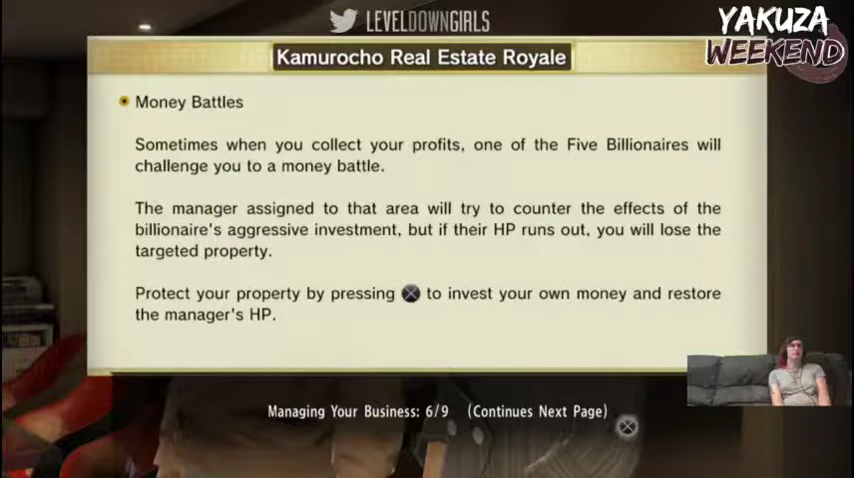 LEVELDOWNGIRLS
YAKUZA
WEEKEND
Kamurocho Real Estate Royale
Money Battles
Sometimes when you collect your profits, one of the Five Billionaires will
challenge you to a money battle.
The manager assigned to that area will try to counter the effects of the
billionaire's aggressive investment, but if their HP runs out, you will lose the
targeted property.
Protect your property by pressing to invest your own money and restore
the manager's HP.
Managing Your Business: 6/9 (Continues Next Page)